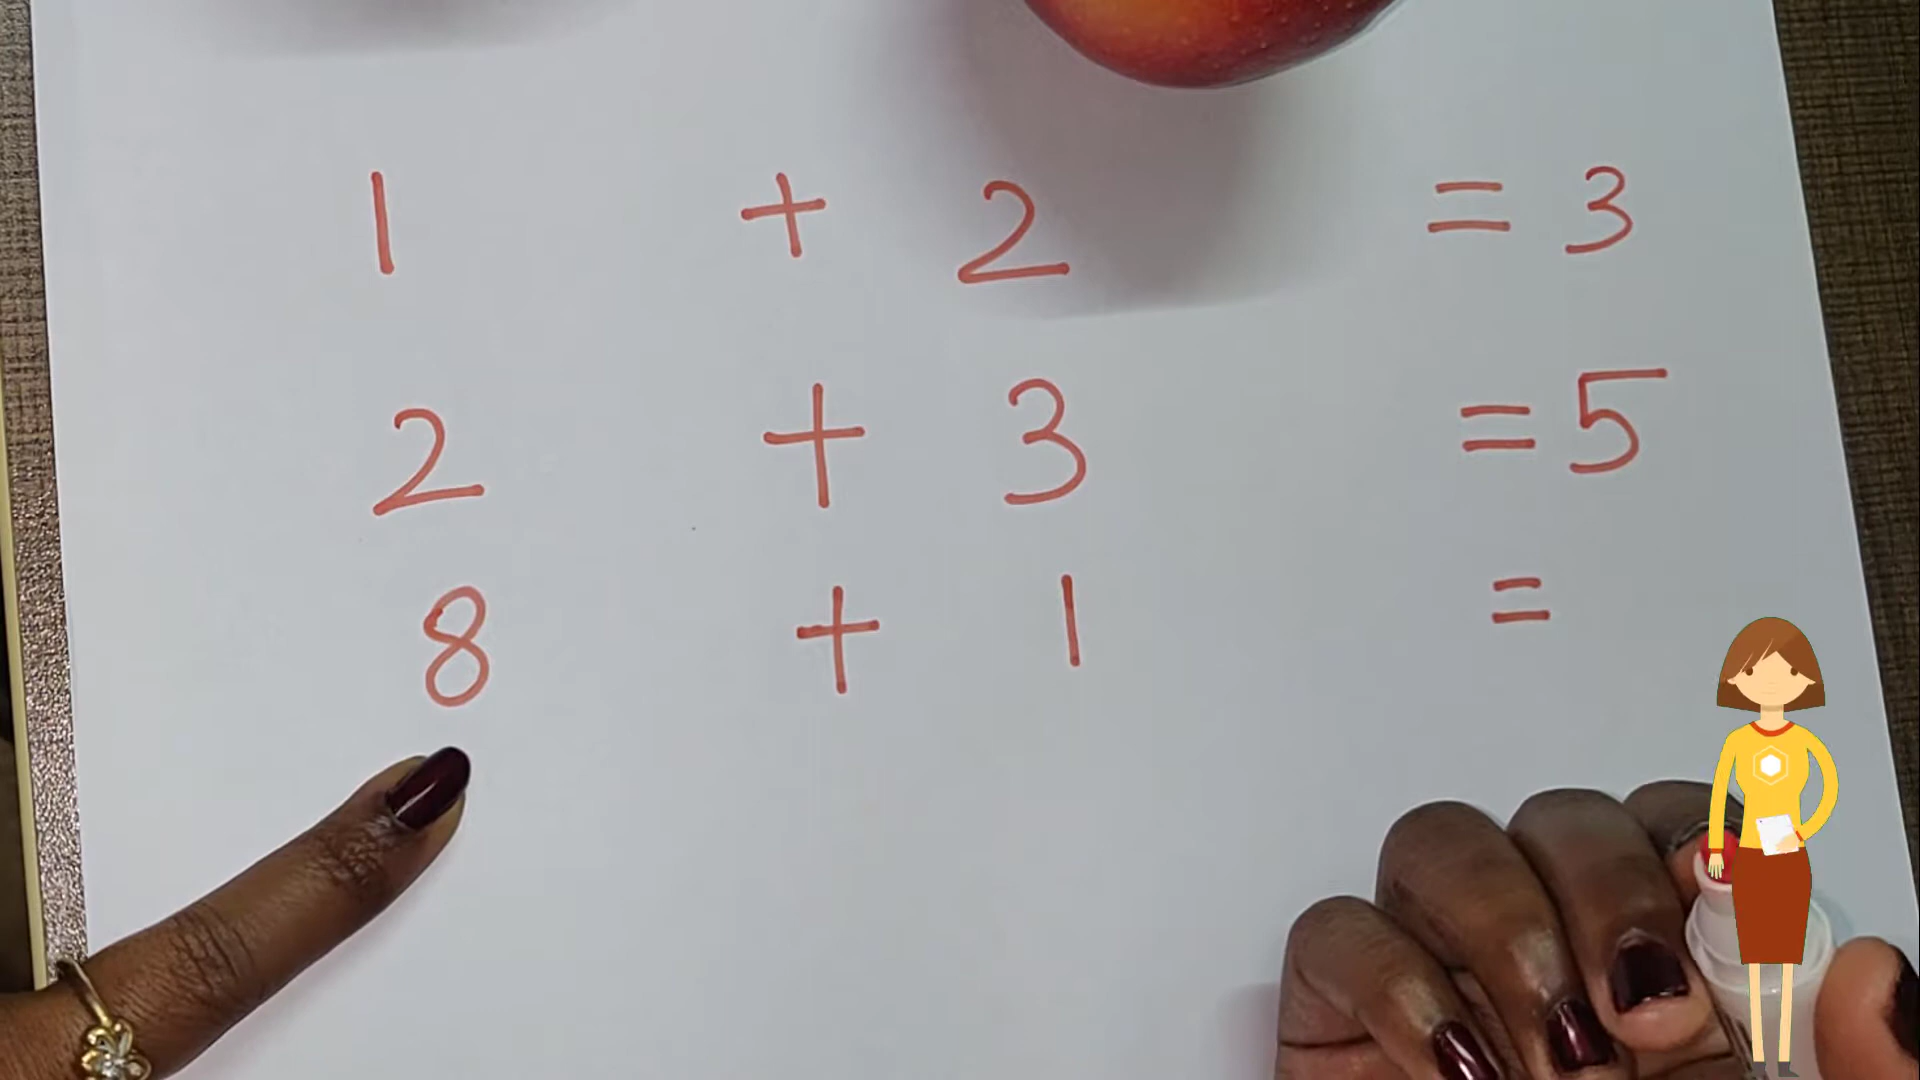 1 + 2 = 3
2 + 3 = 5
8 + 1 =